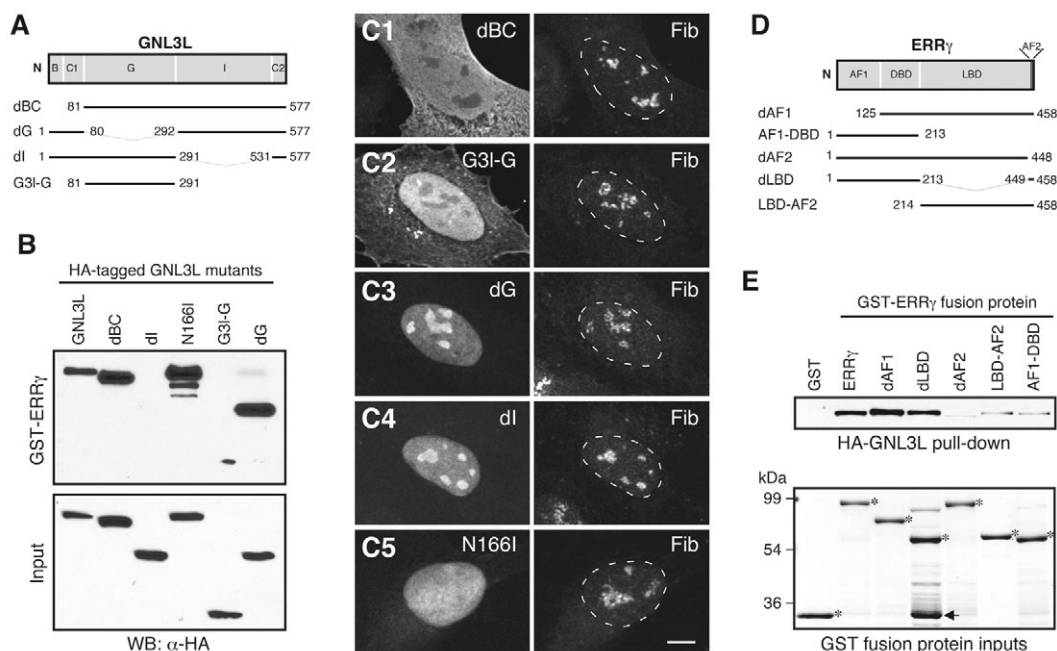 A
GNL3L
N B C1 G I C2
dBC 81 577
dG 1 80 292 577
dI 1 291 531 577
G3I-G 81 291
B
HA-tagged GNL3L mutants
GNL3L dBC dI N166I G3I-G dG
GST-ERRγ
Input
WB: α-HA
C1 dBC Fib
C2 G3I-G Fib
C3 dG Fib
C4 dI Fib
C5 N166I Fib
D
ERRγ
AF2
N AF1 DBD LBD
dAF1 125 458
AF1-DBD 1 213
dAF2 1 448
dLBD 1 213 449 458
LBD-AF2 214 458
E
GST-ERRγ fusion protein
GST ERRγ dAF1 dLBD dAF2 LBD-AF2 AF1-DBD
HA-GNL3L pull-down
kDa
99
54
36
* * * * * * *
GST fusion protein inputs